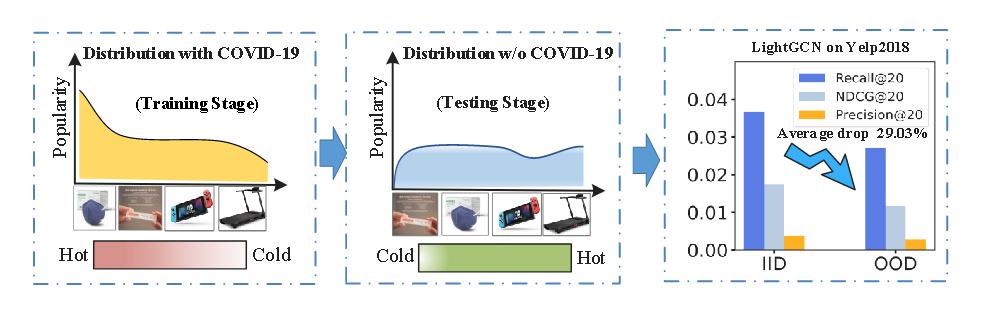 Distribution with COVID-19
(Training Stage)
Popularity
Hot
Cold
Distribution w/o COVID-19
(Testing Stage)
Popularity
Cold
Hot
LightGCN on Yelp2018
Recall@20
NDCG@20
Precision@20
Average drop 29.03%
0.04
0.03
0.02
0.01
0.00
IID
OOD